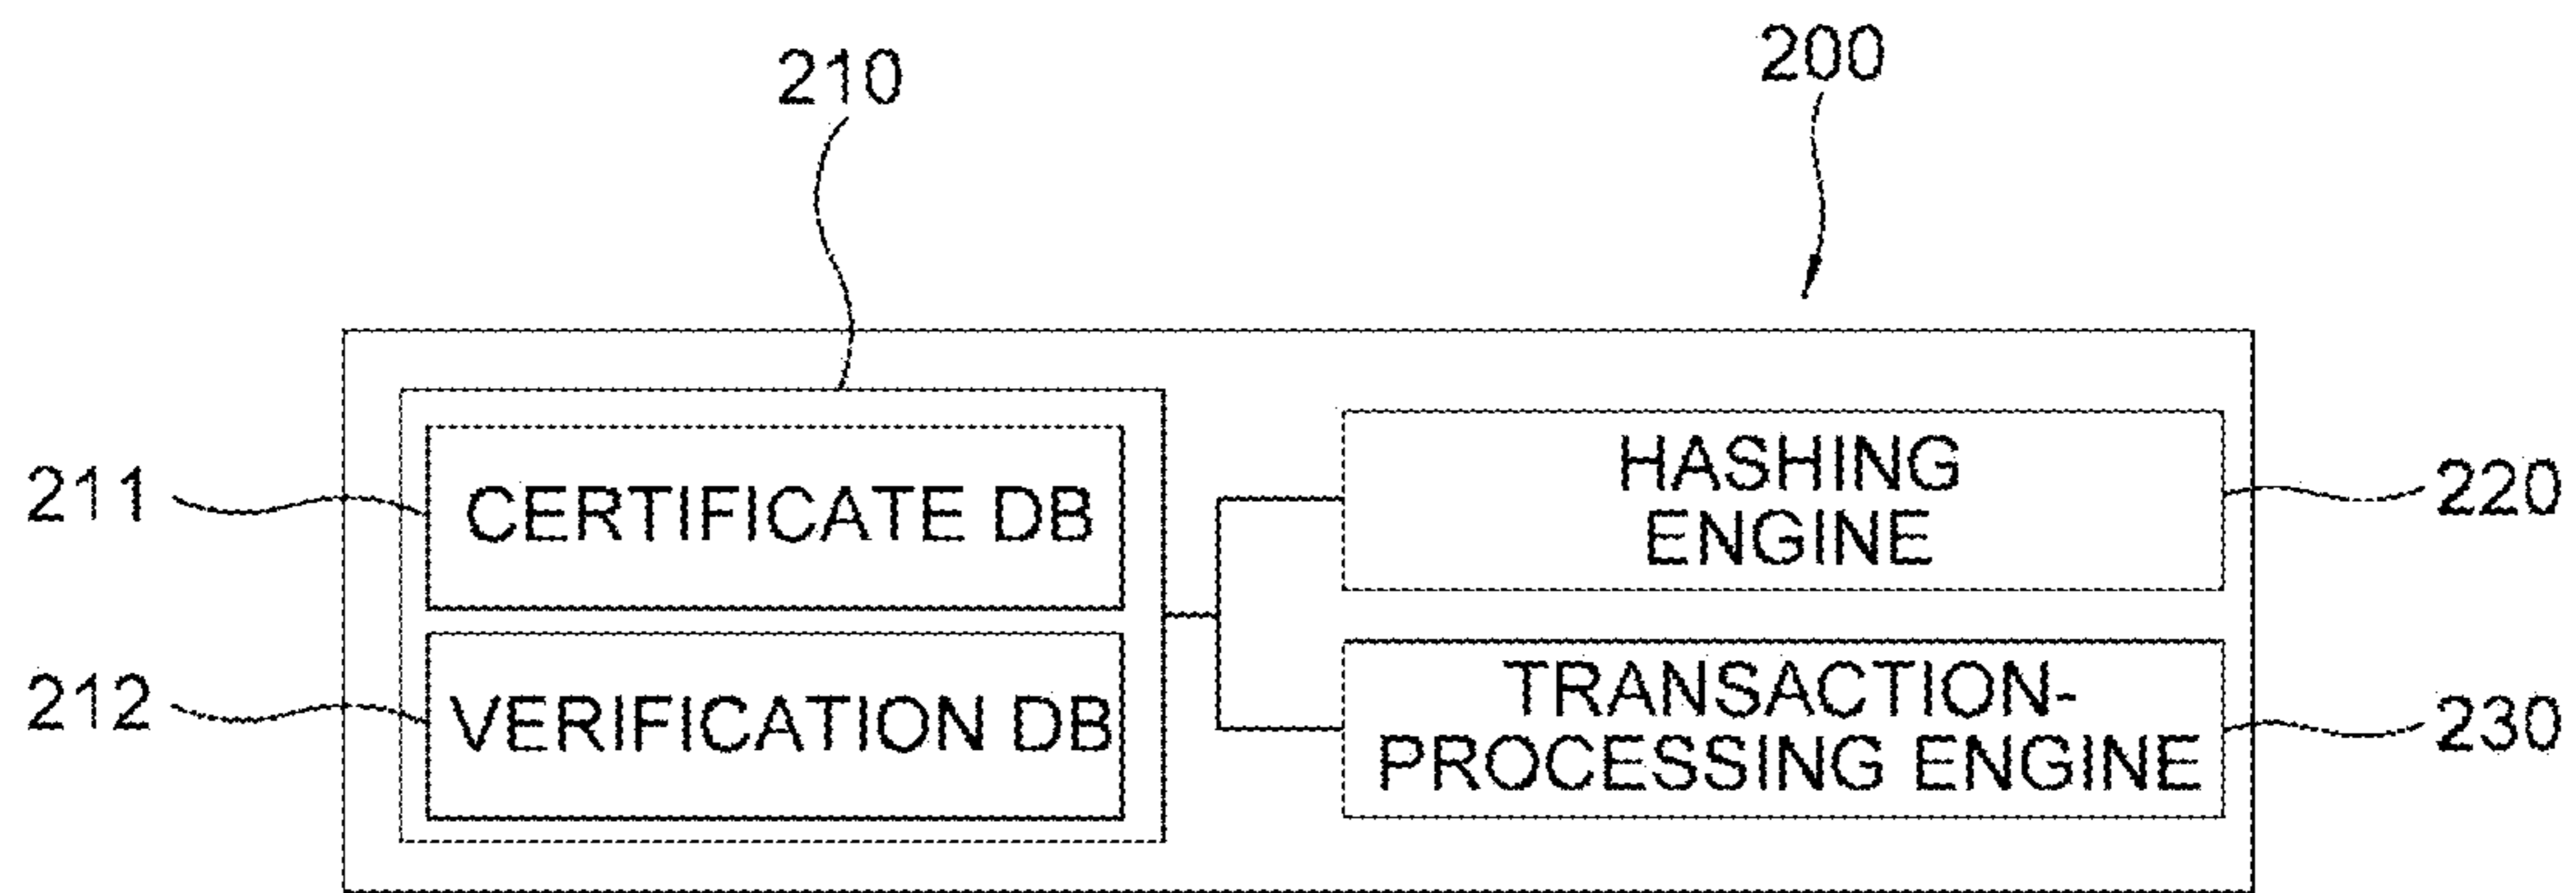 210
200
211
CERTIFICATE DB
HASHING
ENGINE
220
212
VERIFICATION DB
TRANSACTION-
PROCESSING ENGINE
230